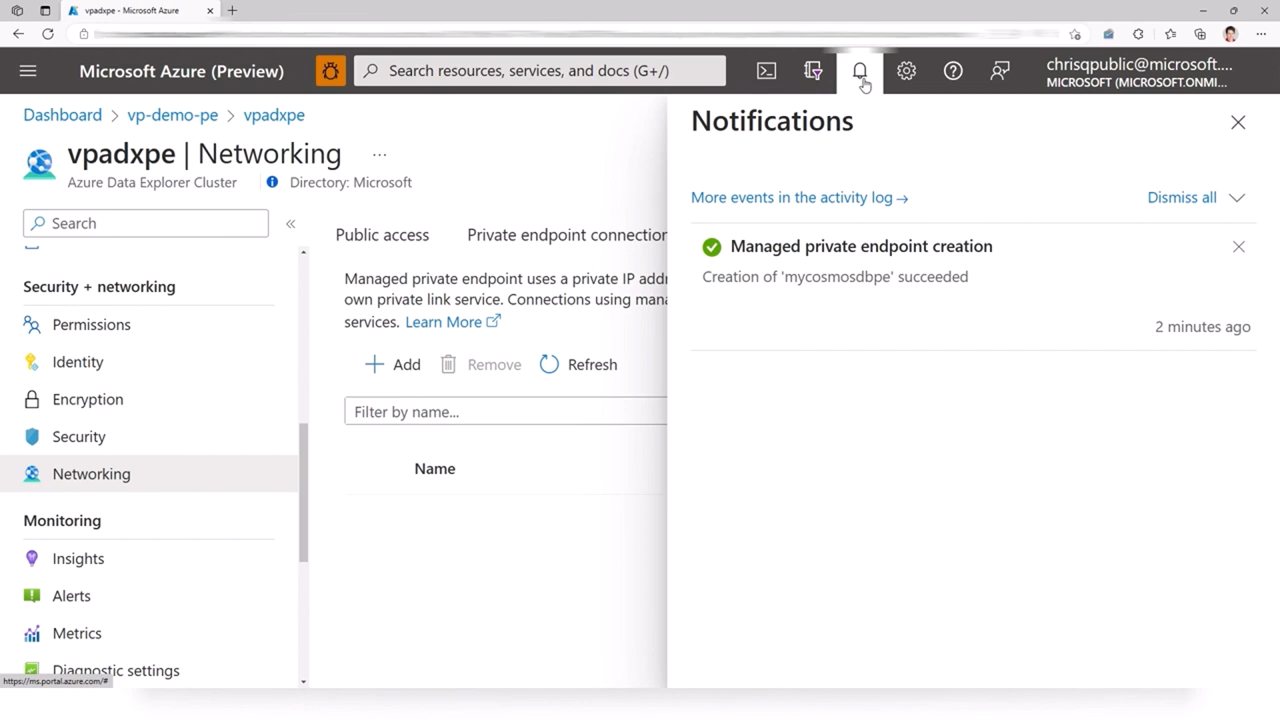 vpadxpe - Microsoft Azure
Microsoft Azure (Preview)
Search resources, services, and docs (G+/)
chrisqpublic@microsoft....
MICROSOFT (MICROSOFT.ONMI...
Dashboard > vp-demo-pe > vpadxpe
vpadxpe | Networking ...
Azure Data Explorer Cluster
Directory: Microsoft
Search
Security + networking
Permissions
Identity
Encryption
Security
Networking
Monitoring
Insights
Alerts
Metrics
Diagnostic settings
https://ms.portal.azure.com/#
Public access
Private endpoint connection
Managed private endpoint uses a private IP addr
own private link service. Connections using mana
services. Learn More
Add
Remove
Refresh
Filter by name...
Name
Notifications
More events in the activity log →
Dismiss all
Managed private endpoint creation
Creation of 'mycosmosdbpe' succeeded
2 minutes ago